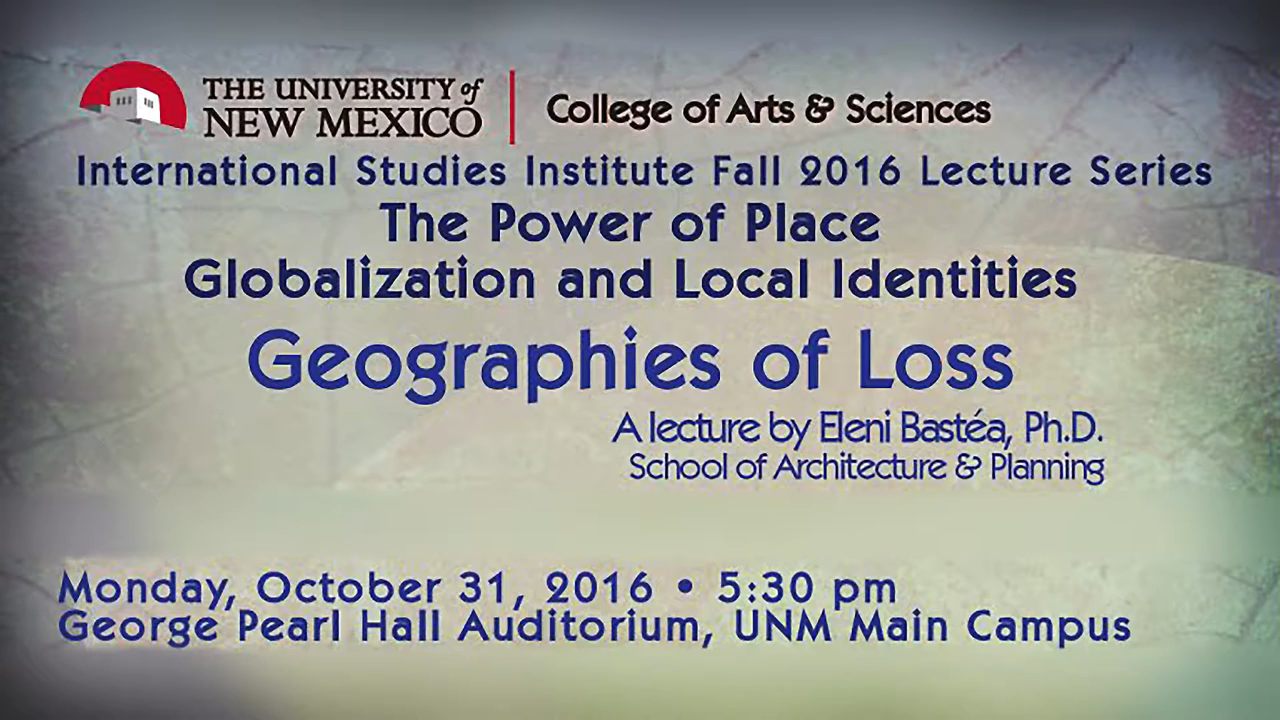 THE UNIVERSITY of
NEW MEXICO
College of Arts & Sciences
International Studies Institute Fall 2016 Lecture Series
The Power of Place
Globalization and Local Identities
Geographies of Loss
A lecture by Eleni Bastéa, Ph.D.
School of Architecture & Planning
Monday, October 31, 2016 • 5:30 pm
George Pearl Hall Auditorium, UNM Main Campus